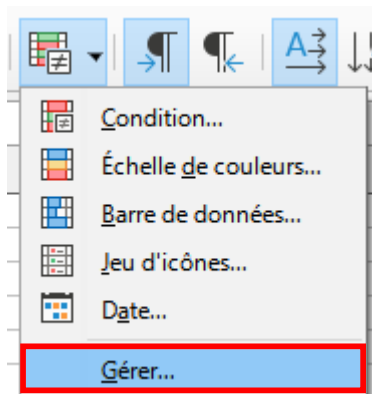 Condition...
Échelle de couleurs...
Barre de données...
Jeu d'icônes...
Date...
Gérer...